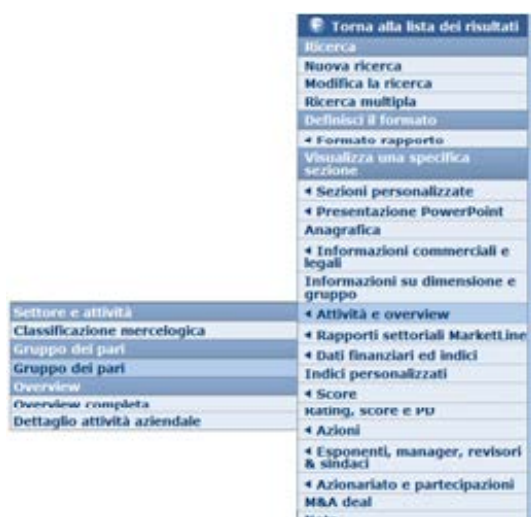 Torna alla lista dei risultati
Ricerca
Nuova ricerca
Modifica la ricerca
Ricerca multipla
Definisci il formato
Formato rapporto
Visualizza una specifica
sezione
Sezioni personalizzate
Presentazione PowerPoint
Anagrafica
Informazioni commerciali e
legali
Informazioni su dimensione e
gruppo
Attività e overview
Rapporti settoriali MarketLine
Dati finanziari ed indici
Indici personalizzati
Score
Rating, score e PD
Azioni
Esponenti, manager, revisori
& sindaci
Azionariato e partecipazioni
M&A deal
Settore e attività
Classificazione mercelogica
Gruppo dei pari
Gruppo dei pari
Overview
Overview completa
Dettaglio attività aziendale